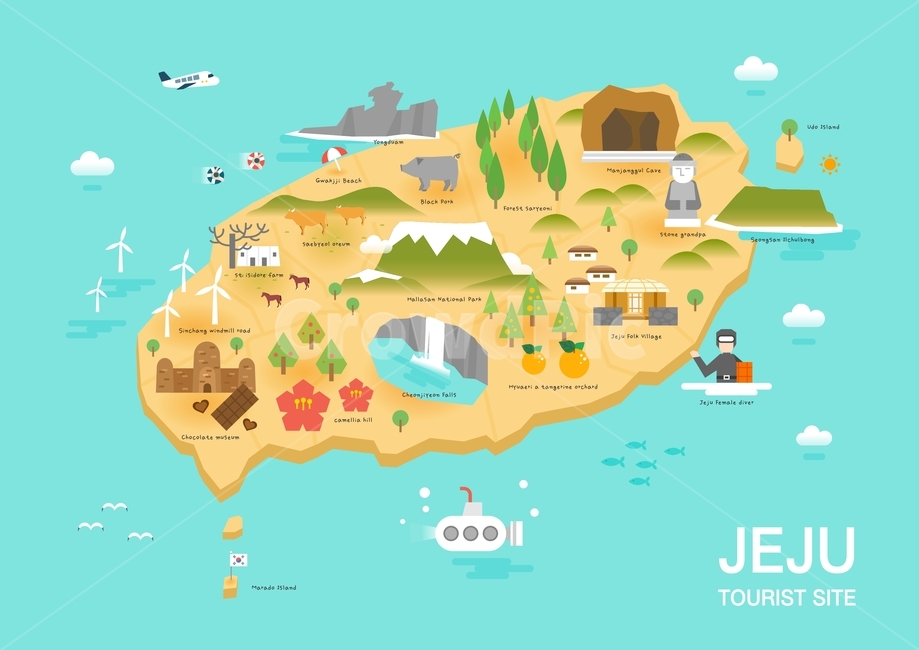 Yongduam
Udo Island
Gwakjji Beach
Manjanggul Cave
Black Pork
Forest Saryeoni
Stone grandpa
Saebyeol oreum
Seongsan Ilchulbong
St. Isidore farm
Hallasan National Park
Sinchang windmill road
Jeju Folk Village
CrowdPic
Hyueri a tangerine orchard
Cheonjiyeon Falls
Jeju Female diver
camellia hill
Chocolate museum
JEJU
TOURIST SITE
Marado Island